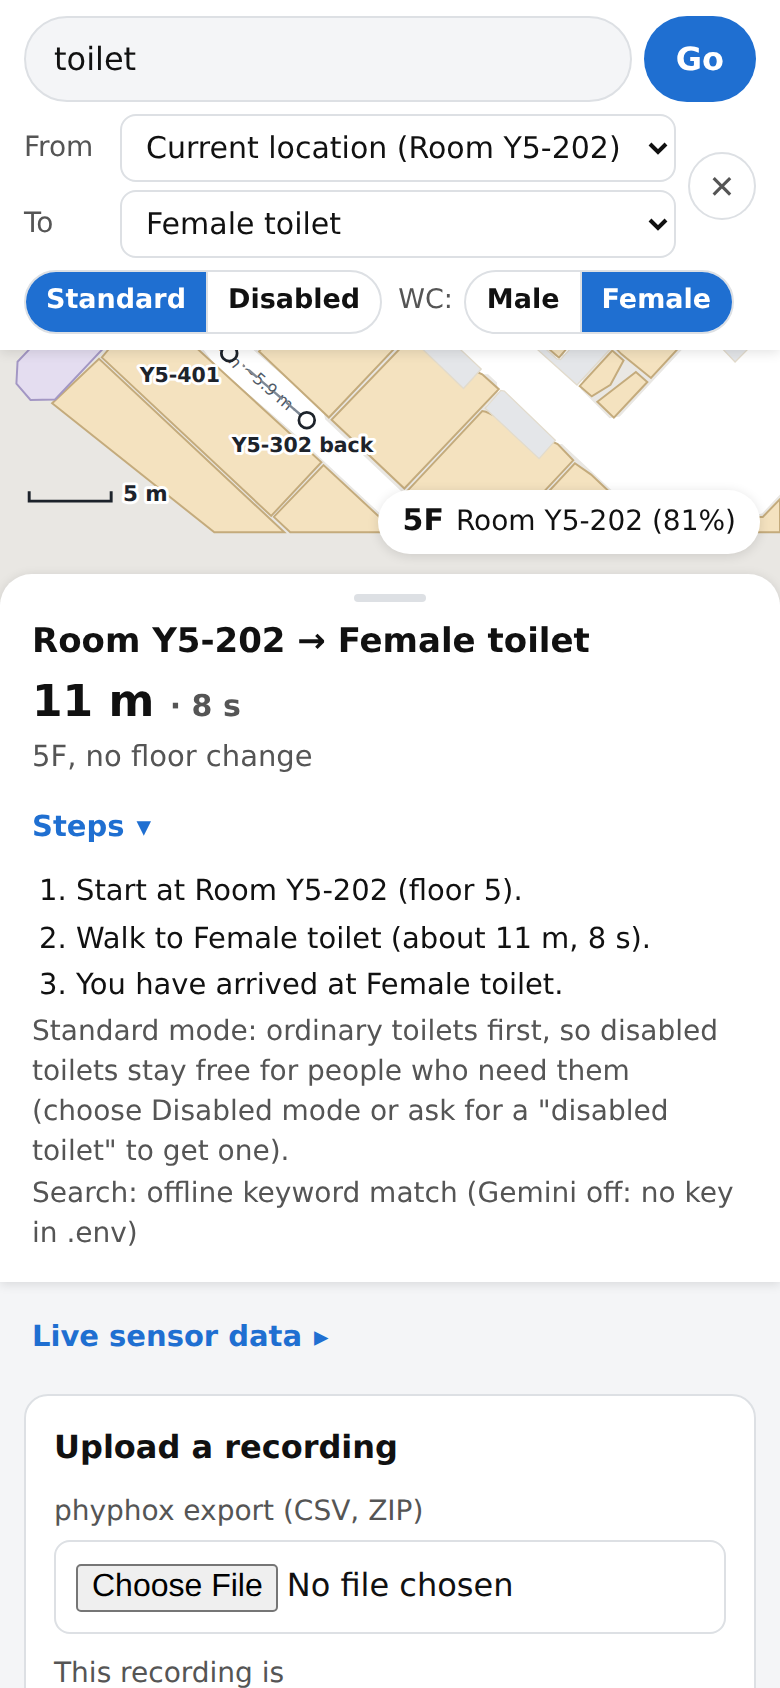 toilet
Go
From
Current location (Room Y5-202)
✕
To
Female toilet
Standard
Disabled
WC:
Male
Female
Y5-401
~5.9 m
Y5-302 back
5 m
5F Room Y5-202 (81%)
Room Y5-202 → Female toilet
11 m · 8 s
5F, no floor change
Steps ▾
1. Start at Room Y5-202 (floor 5).
2. Walk to Female toilet (about 11 m, 8 s).
3. You have arrived at Female toilet.
Standard mode: ordinary toilets first, so disabled
toilets stay free for people who need them
(choose Disabled mode or ask for a "disabled
toilet" to get one).
Search: offline keyword match (Gemini off: no key
in .env)
Live sensor data ▸
Upload a recording
phyphox export (CSV, ZIP)
Choose File No file chosen
This recording is